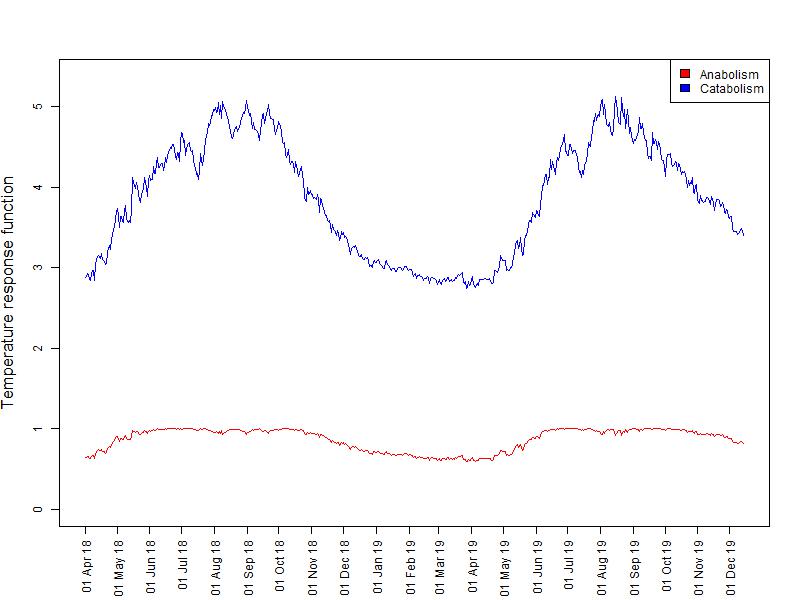 Anabolism
Catabolism
Temperature response function
5
4
3
2
1
0
01 Apr 18
01 May 18
01 Jun 18
01 Jul 18
01 Aug 18
01 Sep 18
01 Oct 18
01 Nov 18
01 Dec 18
01 Jan 19
01 Feb 19
01 Mar 19
01 Apr 19
01 May 19
01 Jun 19
01 Jul 19
01 Aug 19
01 Sep 19
01 Oct 19
01 Nov 19
01 Dec 19